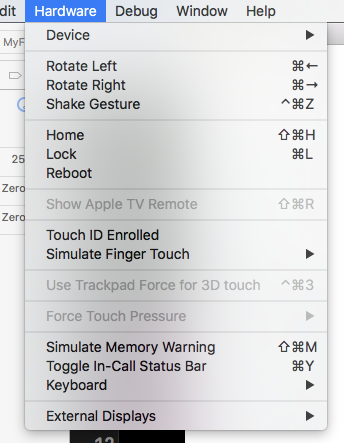 dit Hardware Debug Window Help
MyF
Device
Rotate Left ⌘←
Rotate Right ⌘→
Shake Gesture ^⌘Z
Home ⇧⌘H
25 Lock ⌘L
Reboot
Zero
Show Apple TV Remote ⇧⌘R
Zero
Touch ID Enrolled
Simulate Finger Touch
Use Trackpad Force for 3D touch ^⌘3
Force Touch Pressure
Simulate Memory Warning ⇧⌘M
Toggle In-Call Status Bar ⌘Y
Keyboard
External Displays
12